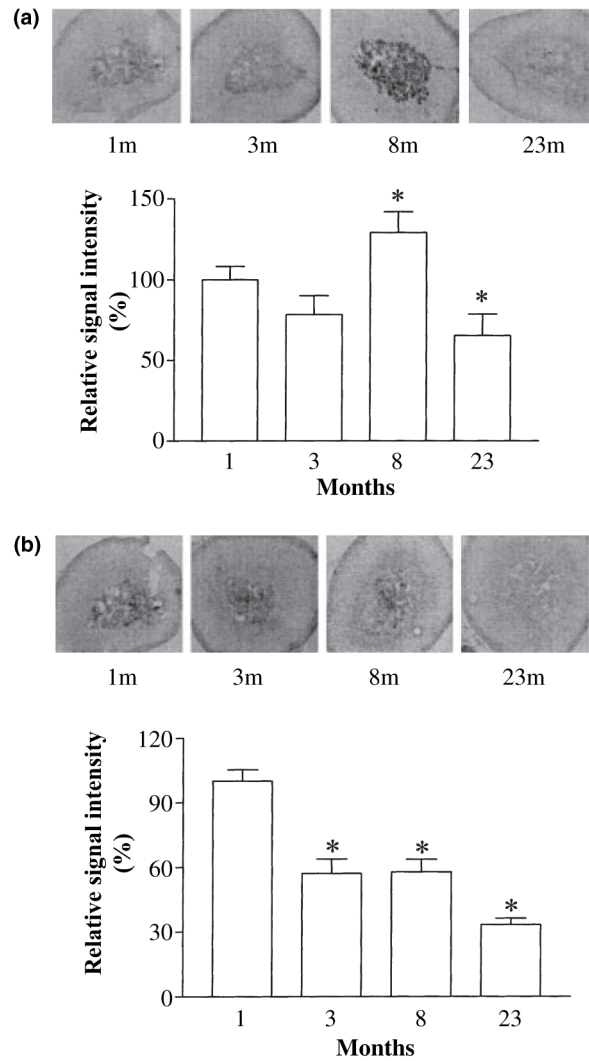 (a)
1m 3m 8m 23m
Relative signal intensity
(%)
150
100
50
0
*
*
1 3 8 23
Months
(b)
1m 3m 8m 23m
Relative signal intensity
(%)
120
90
60
30
0
*
*
*
1 3 8 23
Months